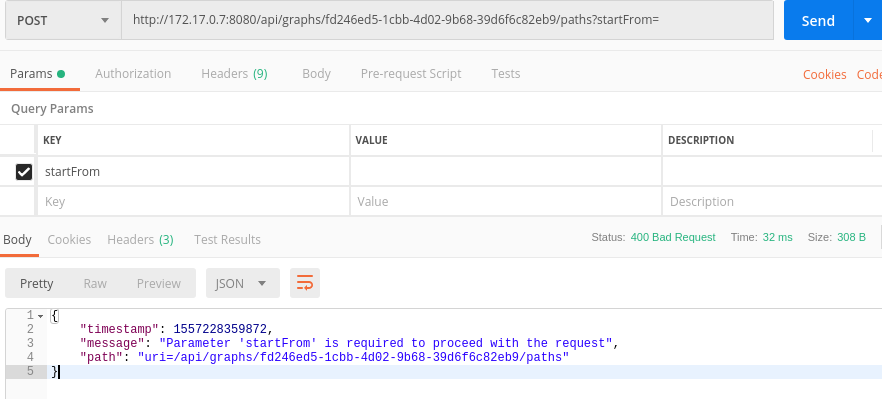 POST http://172.17.0.7:8080/api/graphs/fd246ed5-1cbb-4d02-9b68-39d6f6c82eb9/paths?startFrom= Send
Params Authorization Headers (9) Body Pre-request Script Tests Cookies Code
Query Params
KEY VALUE DESCRIPTION
startFrom
Key Value Description
Body Cookies Headers (3) Test Results Status: 400 Bad Request Time: 32 ms Size: 308 B
Pretty Raw Preview JSON
1 {
2 "timestamp": 1557228359872,
3 "message": "Parameter 'startFrom' is required to proceed with the request",
4 "path": "uri=/api/graphs/fd246ed5-1cbb-4d02-9b68-39d6f6c82eb9/paths"
5 }